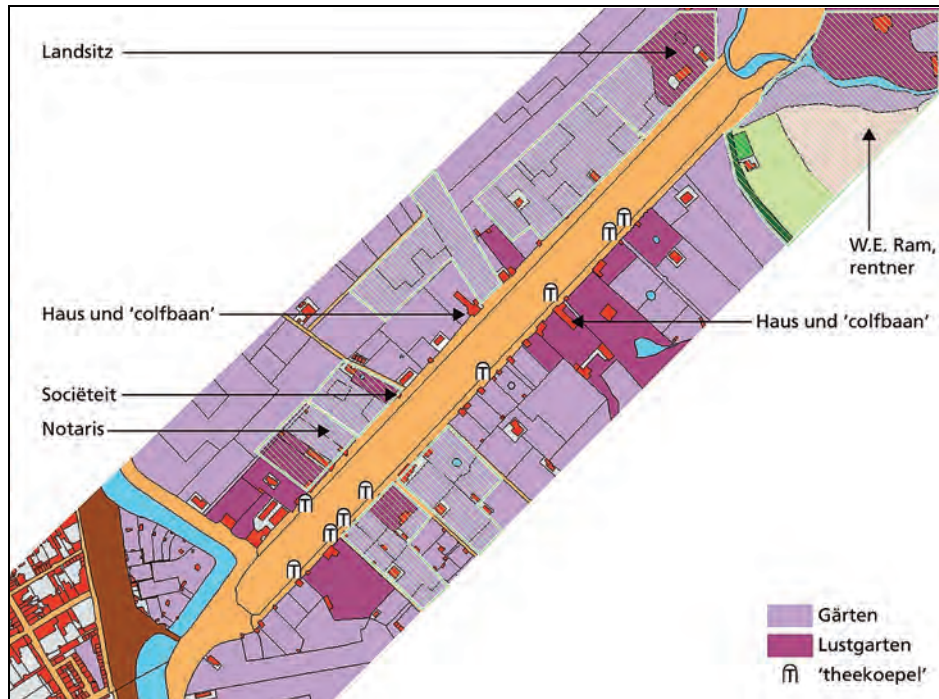 Landsitz
W.E. Ram,
rentner
Haus und 'colfbaan'
Haus und 'colfbaan'
Sociëteit
Notaris
Gärten
Lustgarten
'theekoepel'